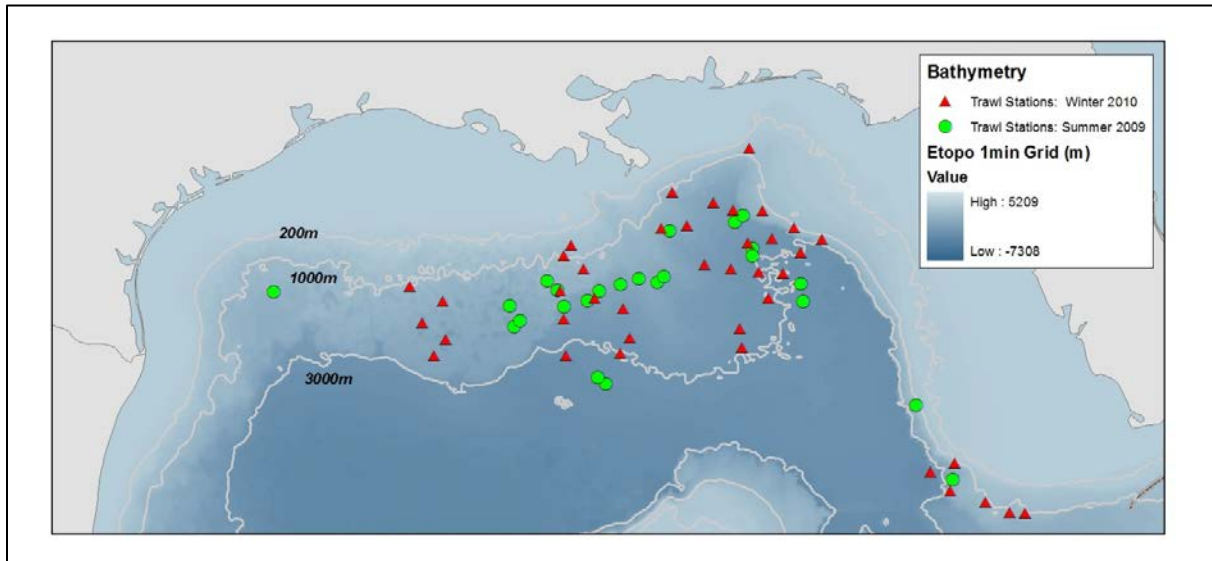 Bathymetry
Trawl Stations: Winter 2010
Trawl Stations: Summer 2009
Etopo 1min Grid (m)
Value
High : 5209
Low : -7308
200m
1000m
3000m